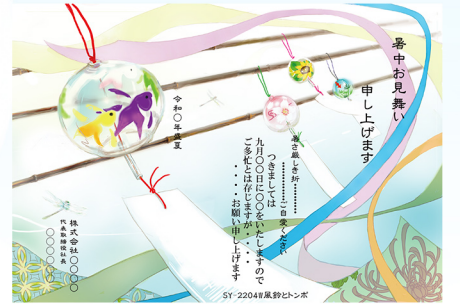 暑中お見舞い
申し上げます
暑さ厳しき折
‥‥‥‥‥ご自愛ください
つきましては
九月〇〇日に〇〇をいたしますので
ご多忙とは存じますが・・・・・
・・・・・お願い申し上げます
令和〇年盛夏
株式会社〇〇〇〇
代表取締役社長
〇〇〇〇
SY-2204W風鈴とトンボ